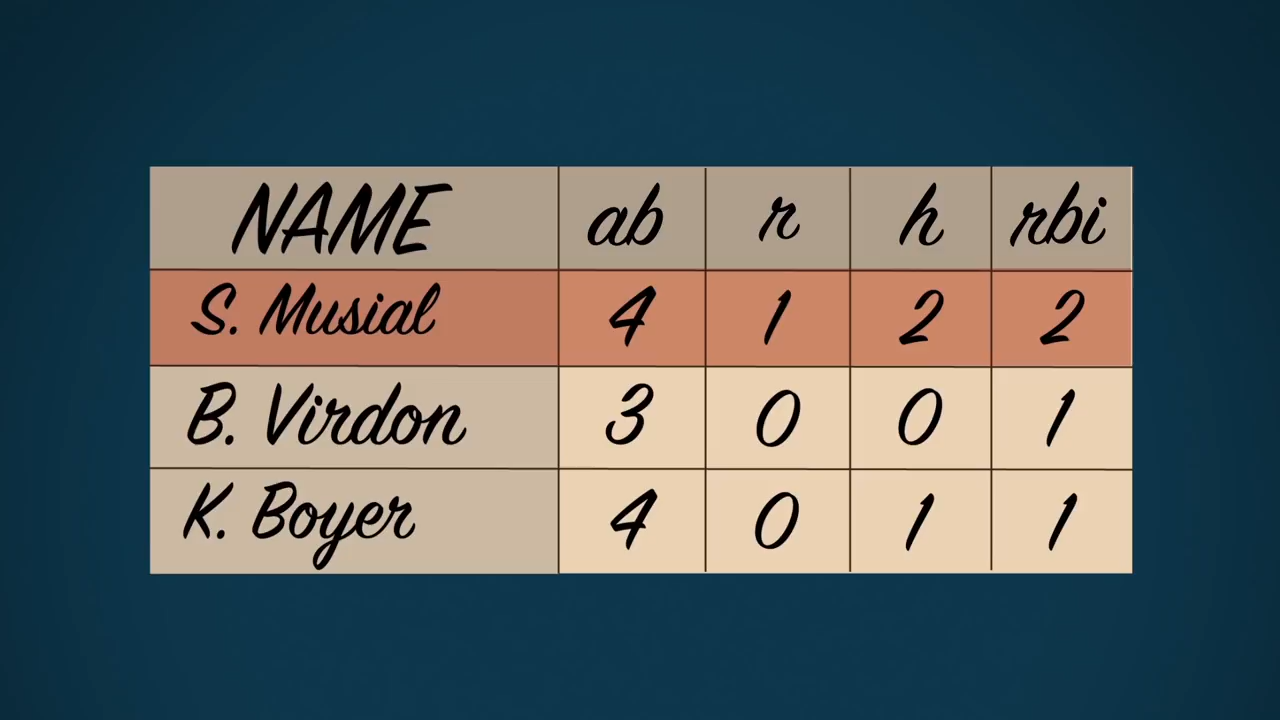 NAME ab r h rbi
S. Musial 4 1 2 2
B. Virdon 3 0 0 1
K. Boyer 4 0 1 1